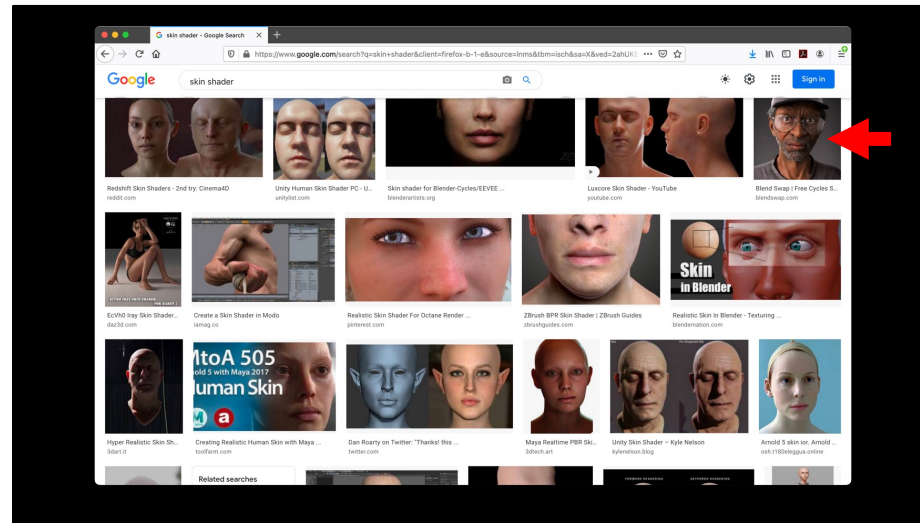 G skin shader - Google Search
https://www.google.com/search?q=skin+shader&client=firefox-b-1-e&source=lnms&tbm=isch&sa=X&ved=2ahUKE
Google
skin shader
Sign in
Redshift Skin Shaders - 2nd try: Cinema4D
reddit.com
Unity Human Skin Shader PC - U...
unitylist.com
Skin shader for Blender-Cycles/EEVEE ...
blenderartists.org
Luxcore Skin Shader - YouTube
youtube.com
Blend Swap | Free Cycles S...
blendswap.com
Skin
in Blender
EcVh0 Iray Skin Shader...
daz3d.com
Create a Skin Shader in Modo
iamag.co
Realistic Skin Shader For Octane Render ...
pinterest.com
ZBrush BPR Skin Shader | ZBrush Guides
zbrushguides.com
Realistic Skin In Blender - Texturing ...
blendernation.com
MtoA 505
old 5 with Maya 2017
Human Skin
Hyper Realistic Skin Sh...
3dart.it
Creating Realistic Human Skin with Maya ...
toolfarm.com
Dan Roarty on Twitter: "Thanks! this ...
twitter.com
Maya Realtime PBR Ski...
3dtech.art
Unity Skin Shader – Kyle Nelson
kylenelson.blog
Arnold 5 skin ior. Arnold ...
osh.t180eleggua.online
Related searches